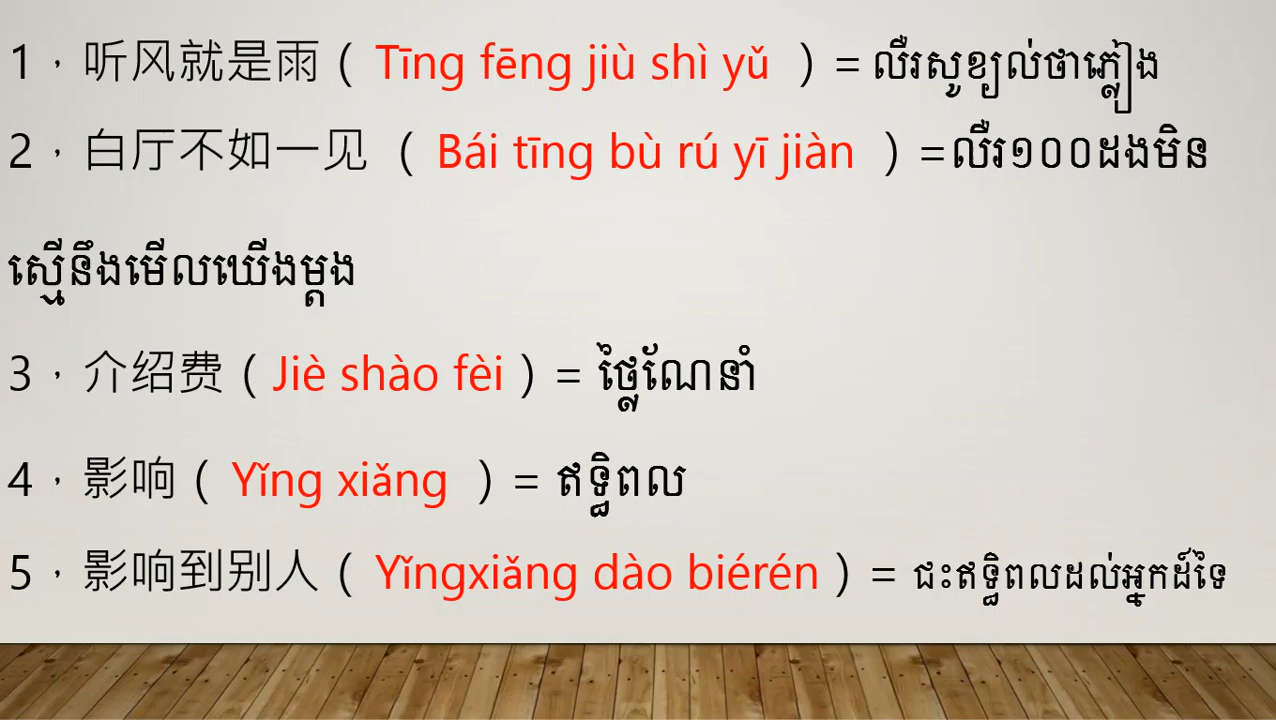 1，听风就是雨（ Tīng fēng jiù shì yǔ ）= លឺរសូខ្យល់ថាភ្លៀង
2，白厅不如一见 （ Bái tīng bù rú yī jiàn ）=លឺរ១០០ដងមិន
ស្មើនឹងមើលឃើងម្តង
3，介绍费（Jiè shào fèi）= ថ្លៃណែនាំ
4，影响（ Yǐng xiǎng ）= ឥទ្ធិពល
5，影响到别人（ Yǐngxiǎng dào biérén）= ជះឥទ្ធិពលដល់អ្នកដ៍ទៃ